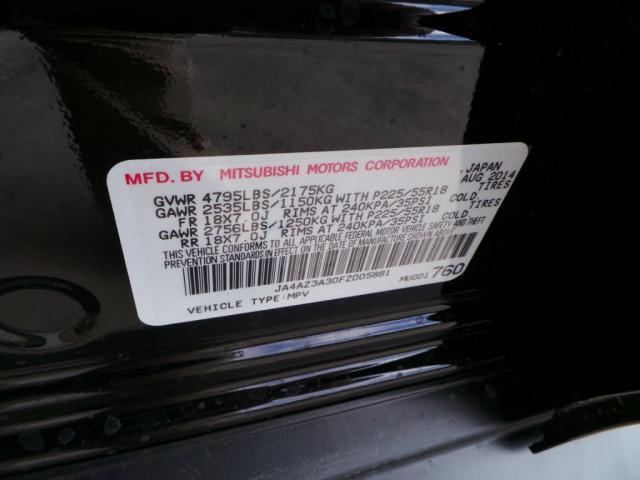 MFD. BY MITSUBISHI MOTORS CORPORATION , JAPAN
GVWR 4795LBS/2175KG AUG 2014
GAWR 2535LBS/1150KG WITH P225/55R18 TIRES
FR 18X7.0J RIMS AT 240KPA/35PSI COLD
GAWR 2756LBS/1250KG WITH P225/55R18 TIRES
RR 18X7.0J RIMS AT 240KPA/35PSI COLD
THIS VEHICLE CONFORMS TO ALL APPLICABLE FEDERAL MOTOR VEHICLE SAFETY AND THEFT
PREVENTION STANDARDS IN EFFECT ON THE DATE OF MANUFACTURE SHOWN ABOVE.
JA4AZ3A30FZ005881 MU001760
VEHICLE TYPE:MPV